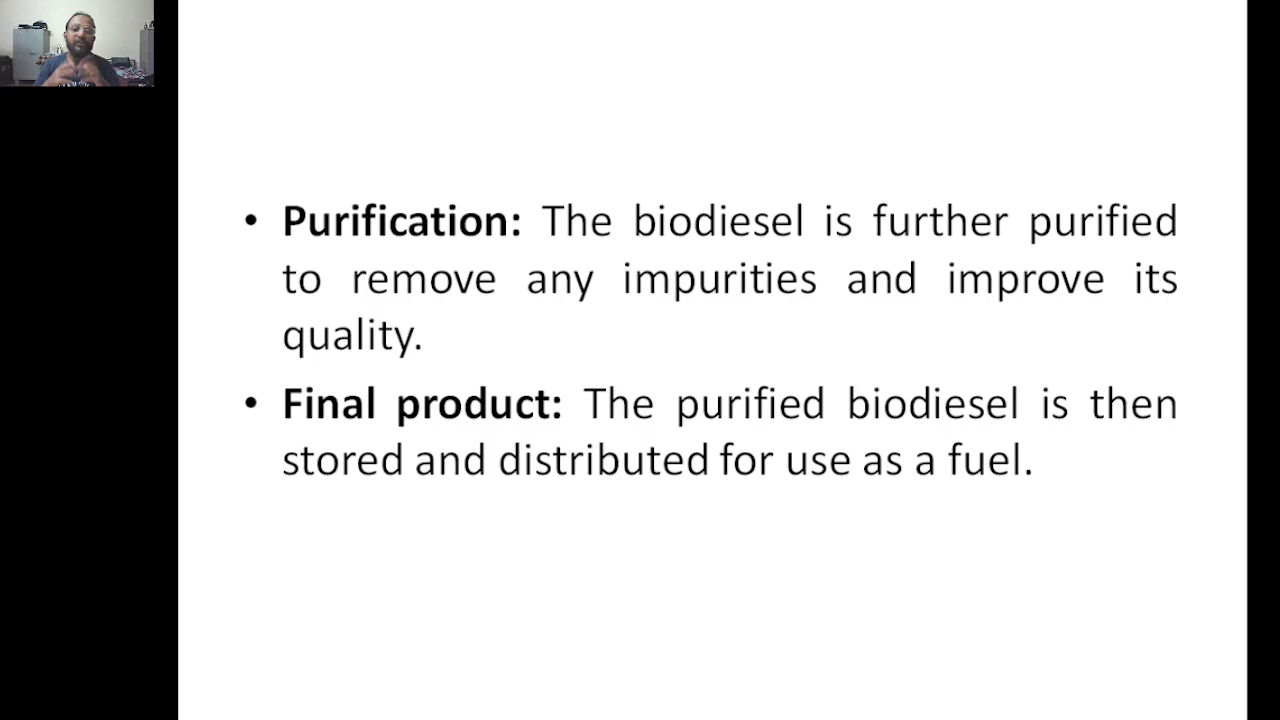 • Purification: The biodiesel is further purified
to remove any impurities and improve its
quality.
• Final product: The purified biodiesel is then
stored and distributed for use as a fuel.